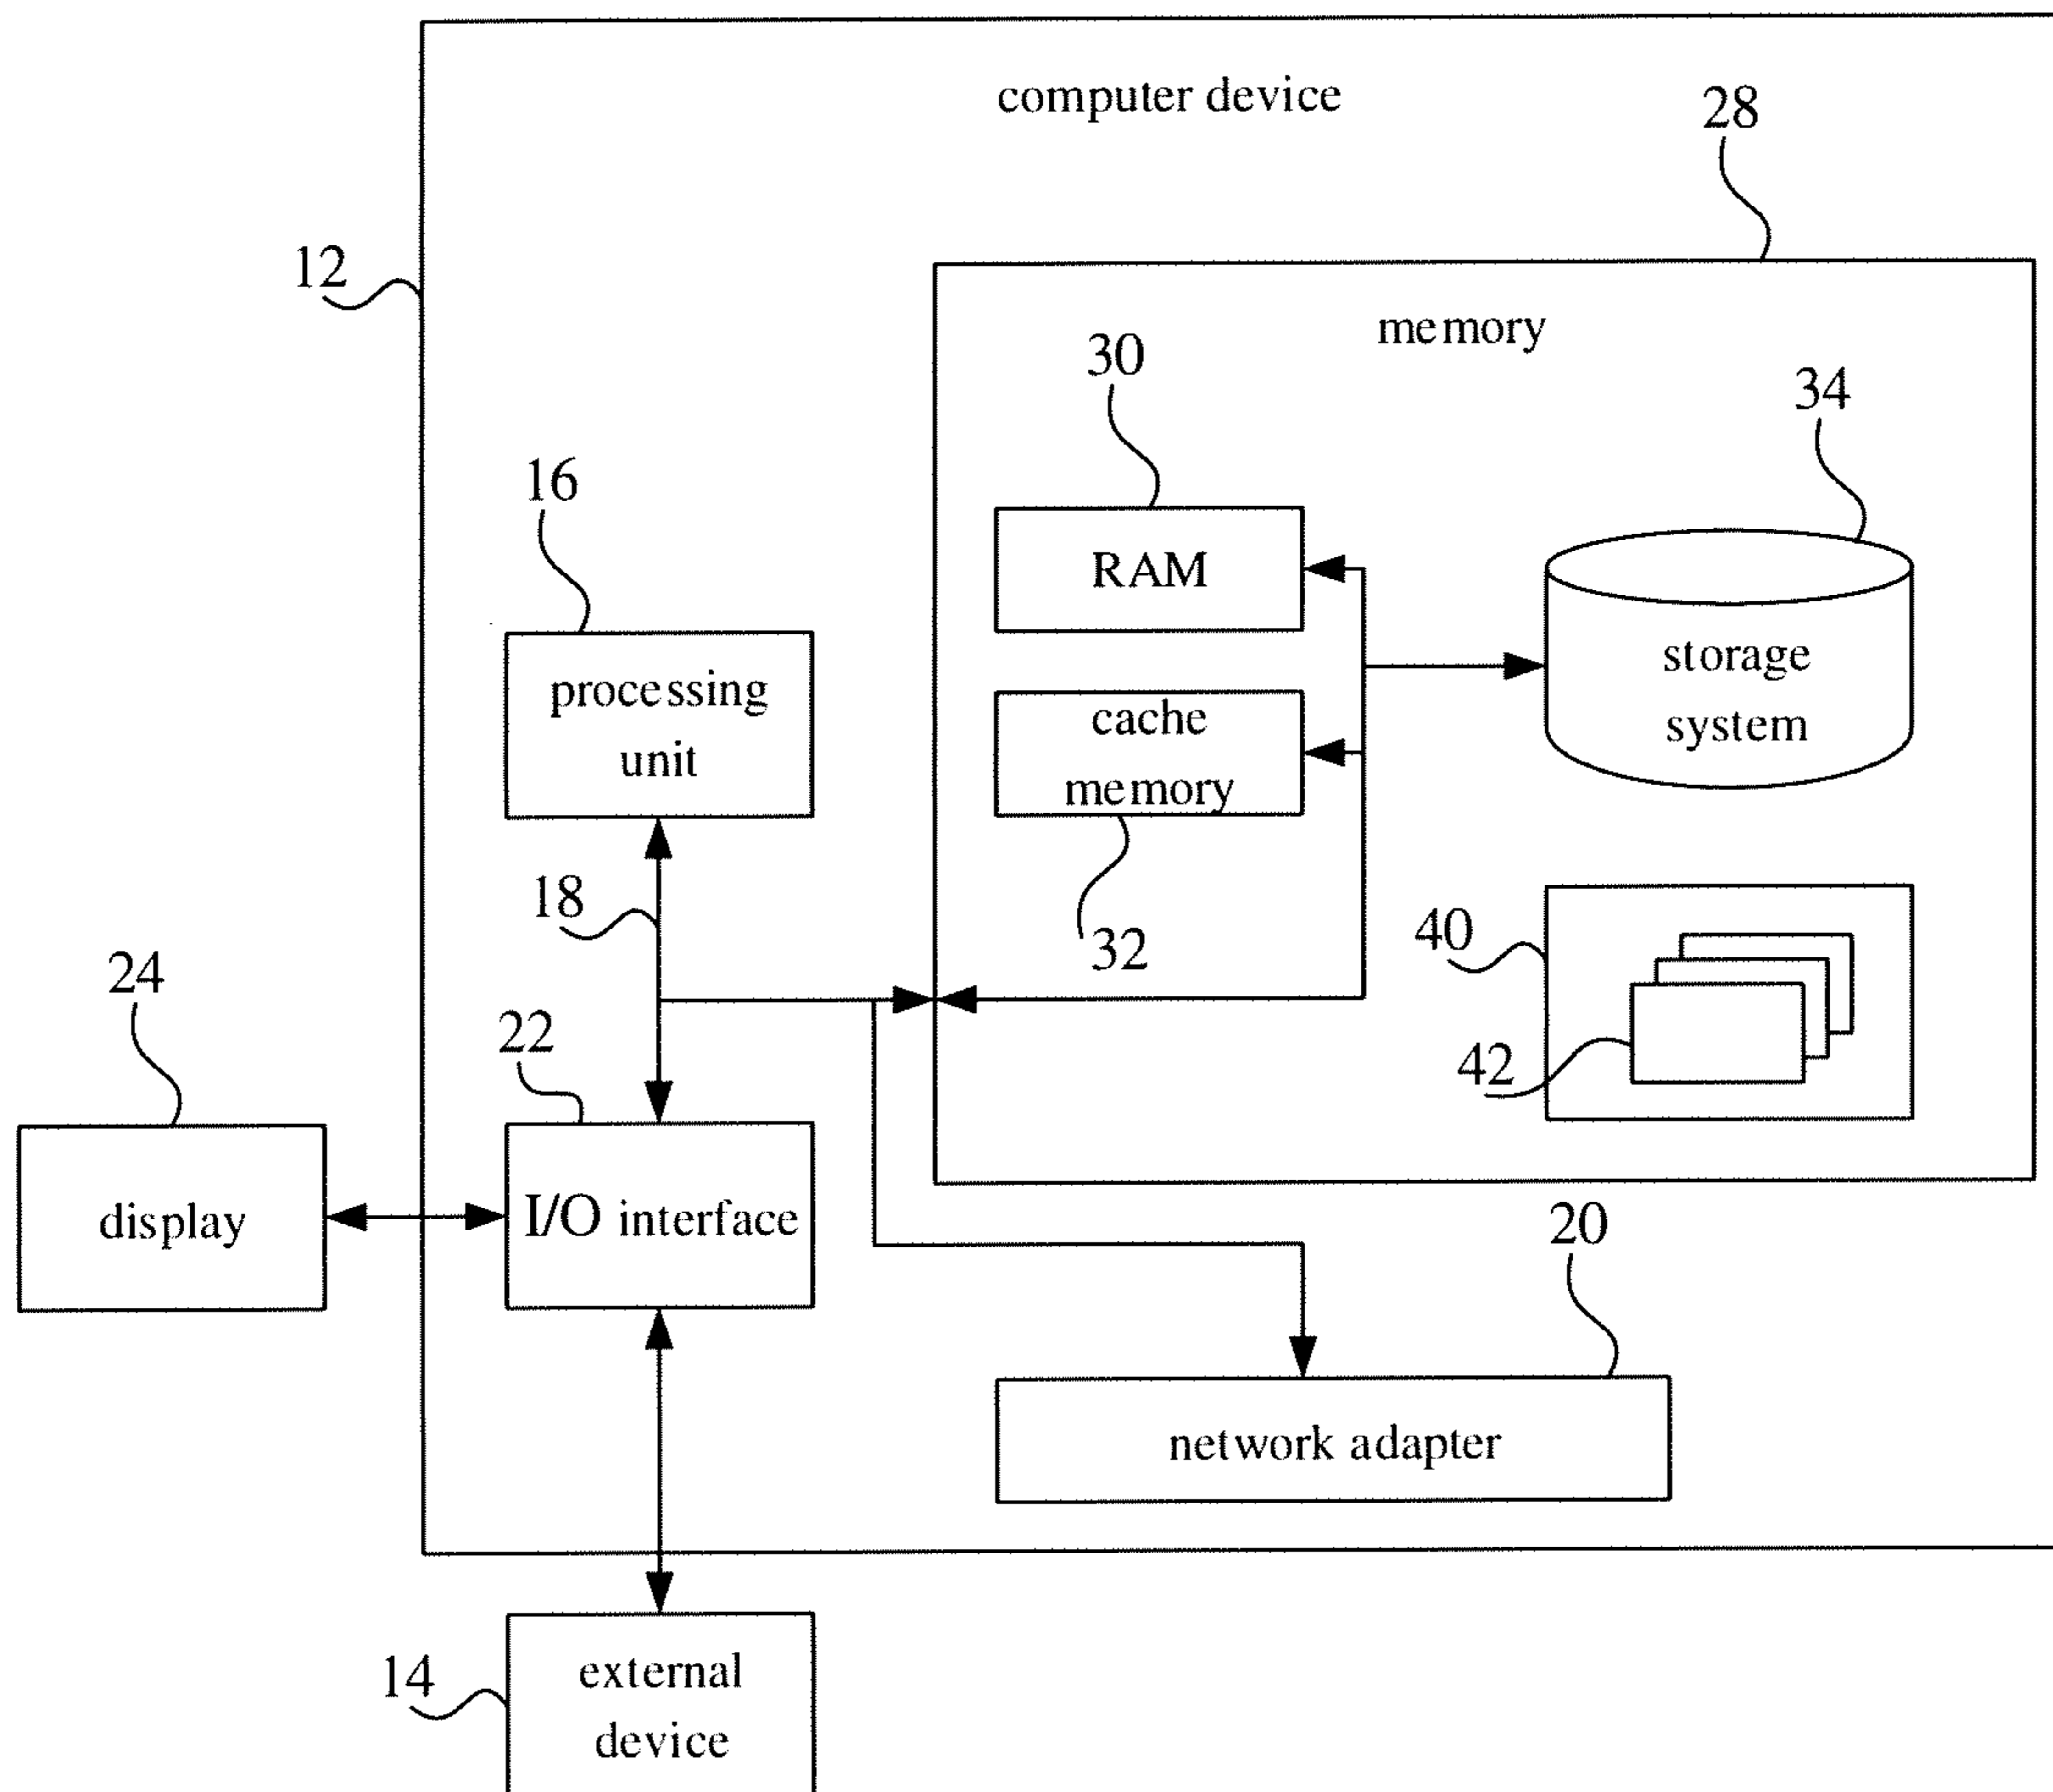 computer device
28
12
memory
30
34
16
RAM
storage
system
processing
unit
cache
memory
18
32
40
24
22
42
display
I/O interface
20
network adapter
14
external
device